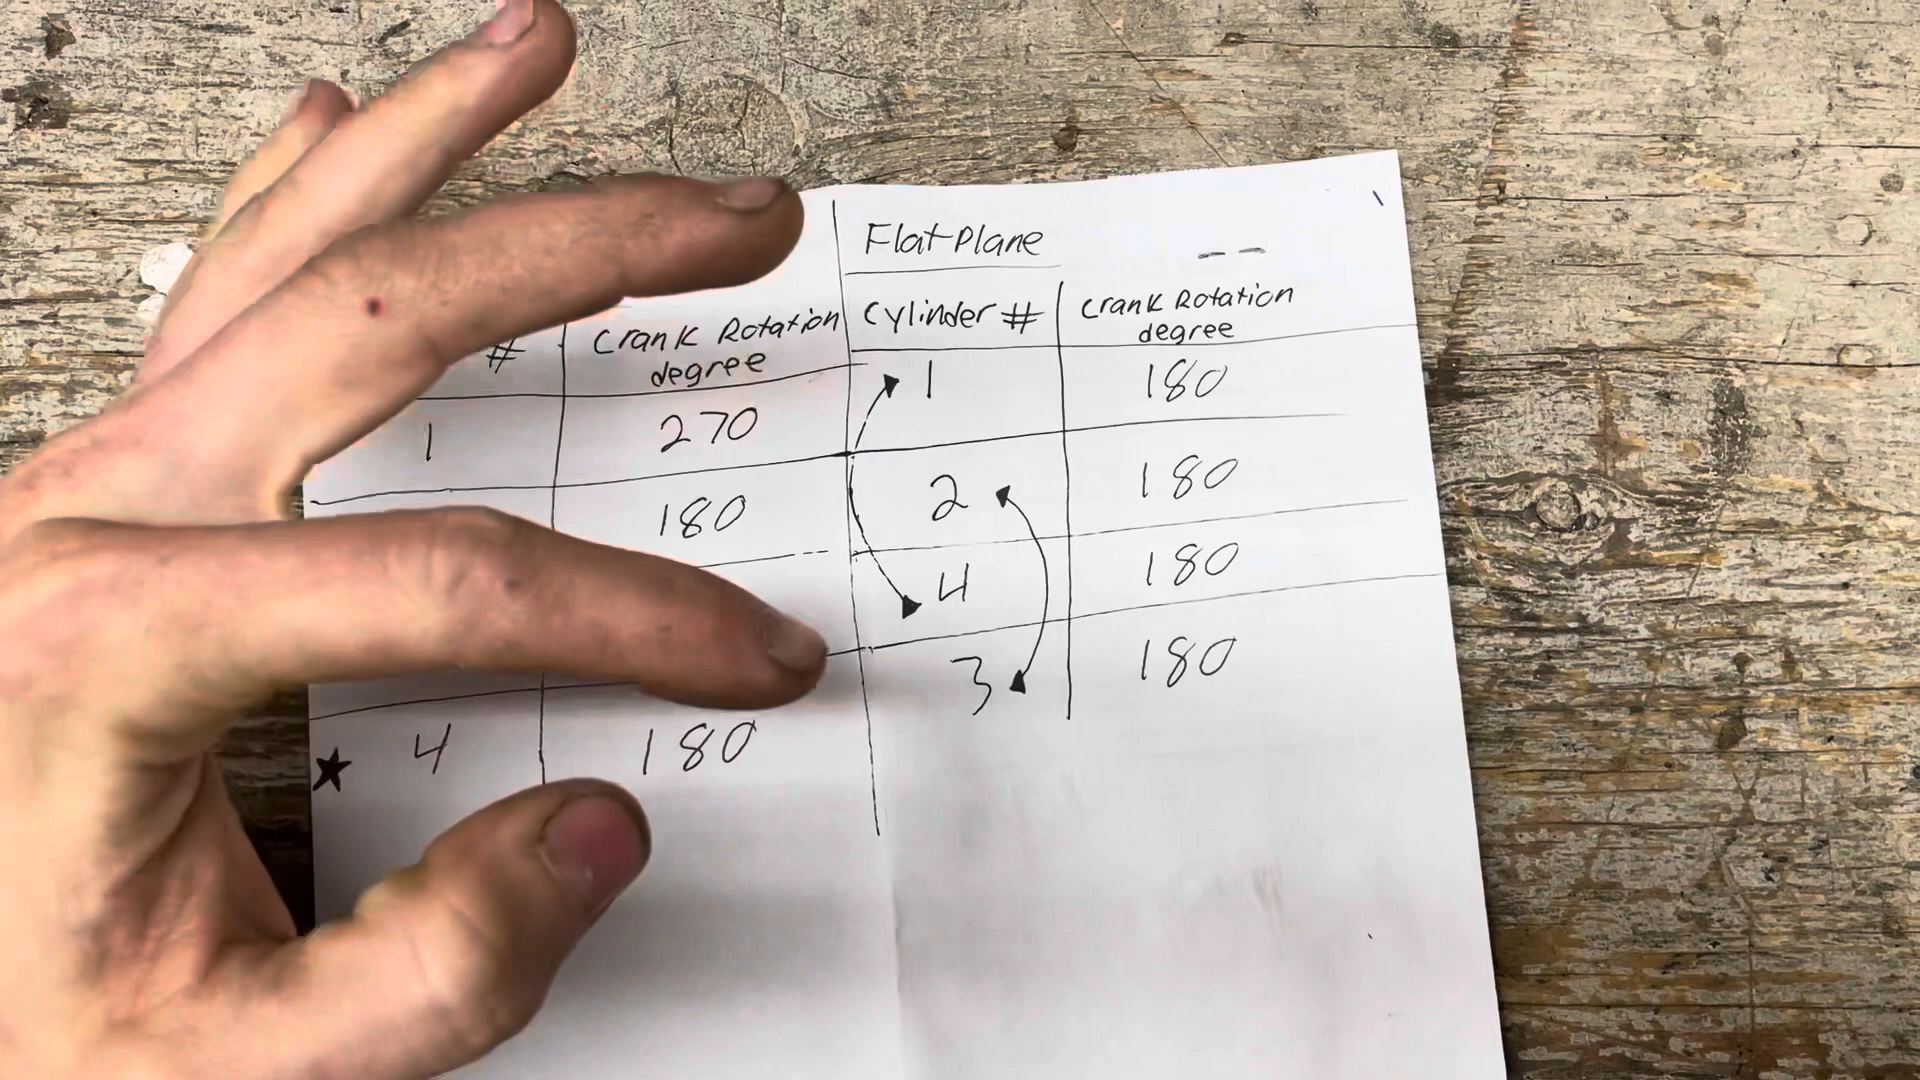 Flat-Plane
# Crank Rotation degree Cylinder # Crank Rotation degree
1 270 1 180
180 2 180
4 180
3 180
4 180